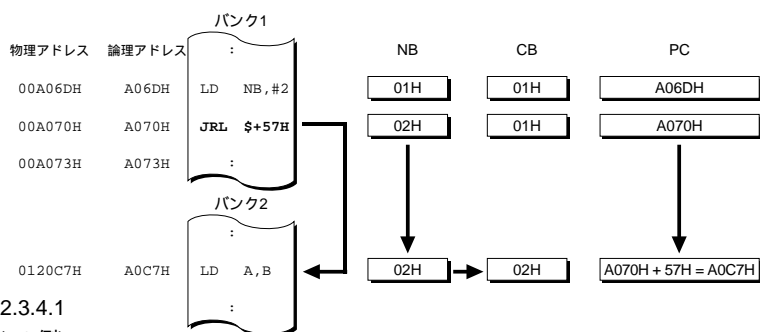 バンク1
物理アドレス 論理アドレス : NB CB PC
00A06DH A06DH LD NB,#2 01H 01H A06DH
00A070H A070H JRL $+57H 02H 01H A070H
00A073H A073H :
バンク2
:
0120C7H A0C7H LD A,B 02H 02H A070H + 57H = A0C7H
2.3.4.1 :